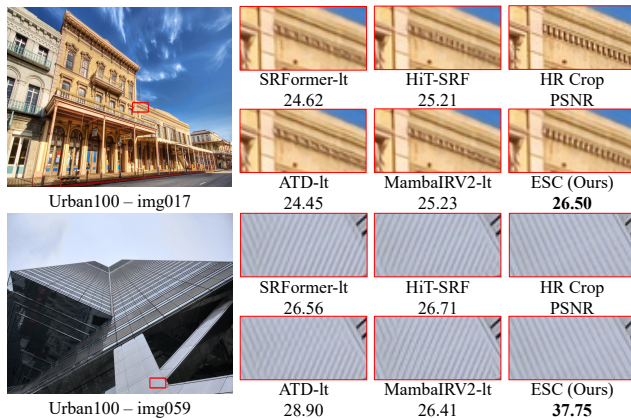 SRFormer-lt HiT-SRF HR Crop
24.62 25.21 PSNR
ATD-lt MambaIRV2-lt ESC (Ours)
Urban100 – img017 24.45 25.23 26.50
SRFormer-lt HiT-SRF HR Crop
26.56 26.71 PSNR
ATD-lt MambaIRV2-lt ESC (Ours)
Urban100 – img059 28.90 26.41 37.75